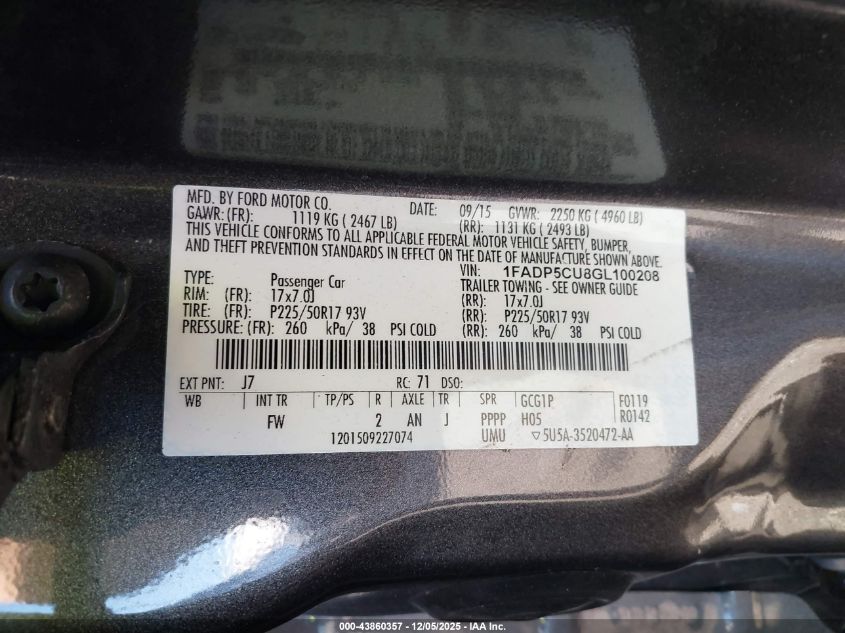 MFD. BY FORD MOTOR CO. DATE: 09/15 GVWR: 2250 KG ( 4960 LB)
GAWR: (FR): 1119 KG ( 2467 LB) (RR): 1131 KG ( 2493 LB)
THIS VEHICLE CONFORMS TO ALL APPLICABLE FEDERAL MOTOR VEHICLE SAFETY, BUMPER,
AND THEFT PREVENTION STANDARDS IN EFFECT ON THE DATE OF MANUFACTURE SHOWN ABOVE.
VIN: 1FADP5CU8GL100208
TYPE: Passenger Car TRAILER TOWING - SEE OWNER GUIDE
RIM: (FR): 17x7.0J (RR): 17x7.0J
TIRE: (FR): P225/50R17 93V (RR): P225/50R17 93V
PRESSURE: (FR): 260 kPa/ 38 PSI COLD (RR): 260 kPa/ 38 PSI COLD
EXT PNT: J7 RC: 71 DSO:
WB INT TR TP/PS R AXLE TR SPR GCG1P F0119
FW 2 AN J PPPP H05 R0142
1201509227074 UMU ▽5U5A-3520472-AA
000-43860357 - 12/05/2025 - IAA Inc.